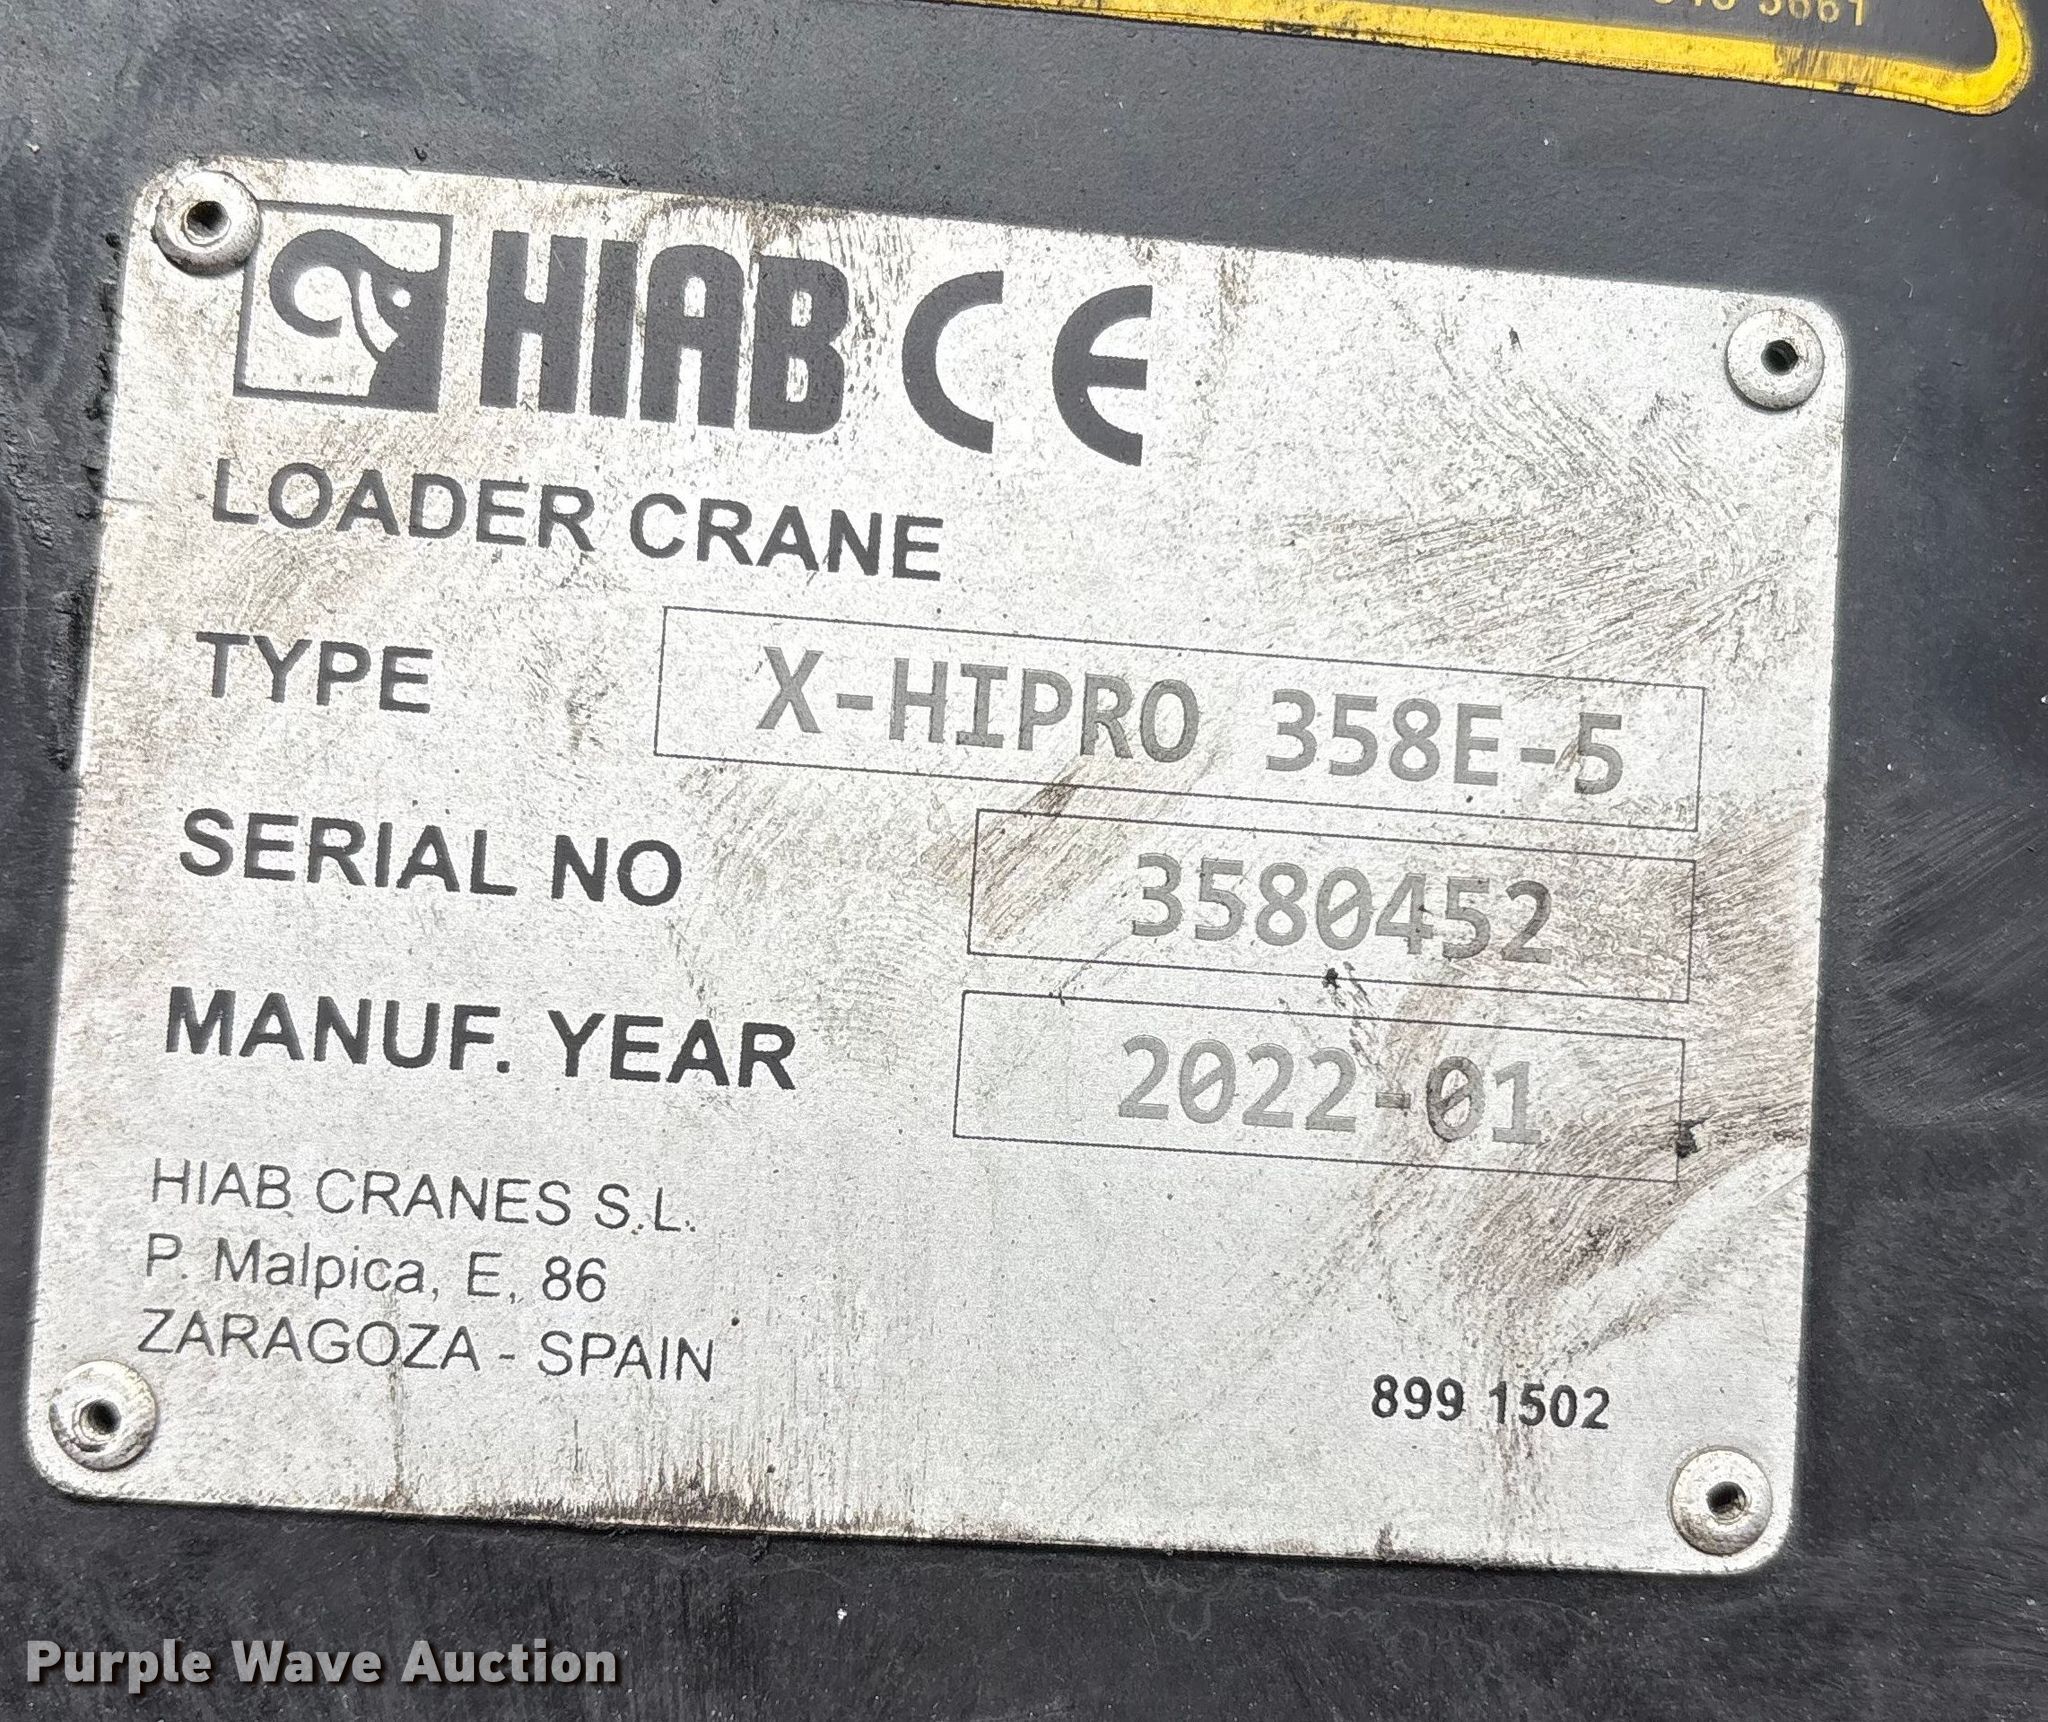 3661
HIAB CE
LOADER CRANE
TYPE X-HIPRO 358E-5
SERIAL NO 3580452
MANUF. YEAR 2022-01
HIAB CRANES S.L.
P. Malpica, E, 86
ZARAGOZA - SPAIN
899 1502
Purple Wave Auction